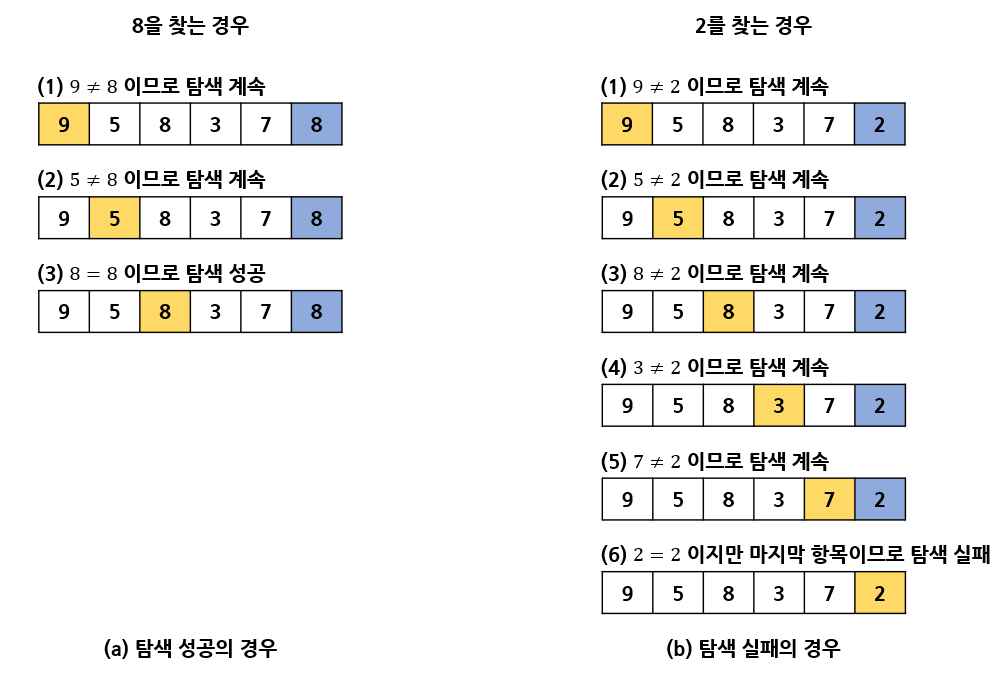 8을 찾는 경우
(1) 9 ≠ 8 이므로 탐색 계속
9 5 8 3 7 8
(2) 5 ≠ 8 이므로 탐색 계속
9 5 8 3 7 8
(3) 8 = 8 이므로 탐색 성공
9 5 8 3 7 8
(a) 탐색 성공의 경우
2를 찾는 경우
(1) 9 ≠ 2 이므로 탐색 계속
9 5 8 3 7 2
(2) 5 ≠ 2 이므로 탐색 계속
9 5 8 3 7 2
(3) 8 ≠ 2 이므로 탐색 계속
9 5 8 3 7 2
(4) 3 ≠ 2 이므로 탐색 계속
9 5 8 3 7 2
(5) 7 ≠ 2 이므로 탐색 계속
9 5 8 3 7 2
(6) 2 = 2 이지만 마지막 항목이므로 탐색 실패
9 5 8 3 7 2
(b) 탐색 실패의 경우